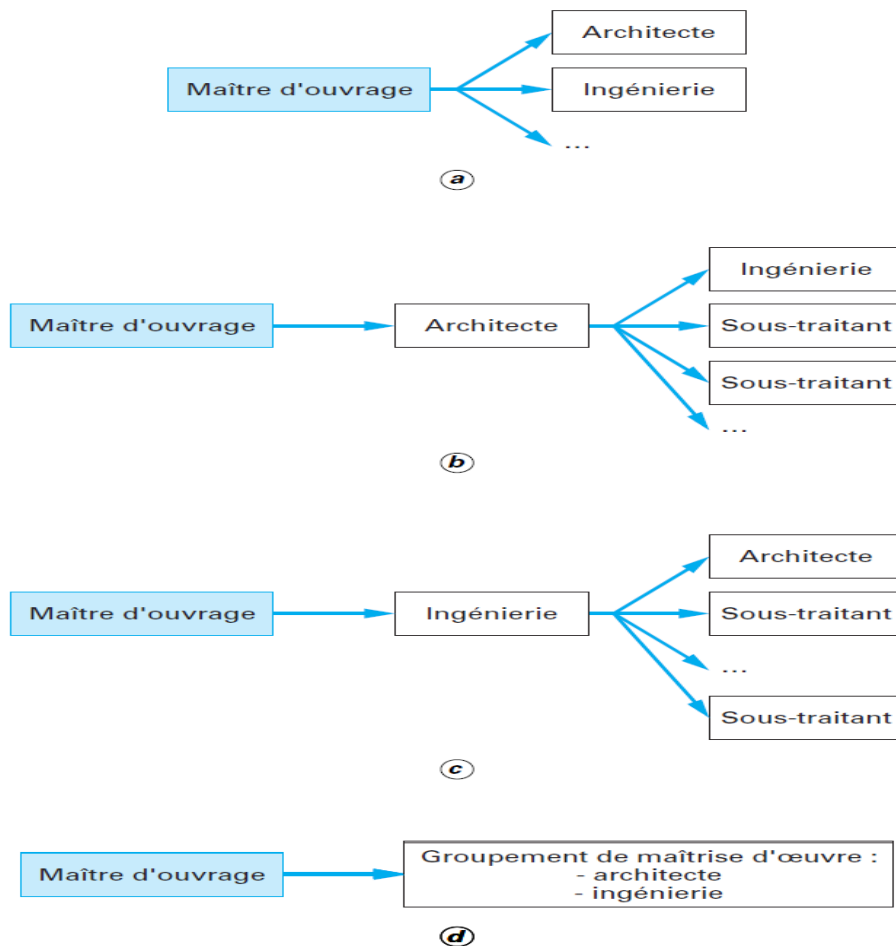 Architecte
Maître d'ouvrage
Ingénierie
...
a
Ingénierie
Maître d'ouvrage
Architecte
Sous-traitant
Sous-traitant
...
b
Architecte
Maître d'ouvrage
Ingénierie
Sous-traitant
...
Sous-traitant
c
Maître d'ouvrage
Groupement de maîtrise d'œuvre :
- architecte
- ingénierie
d